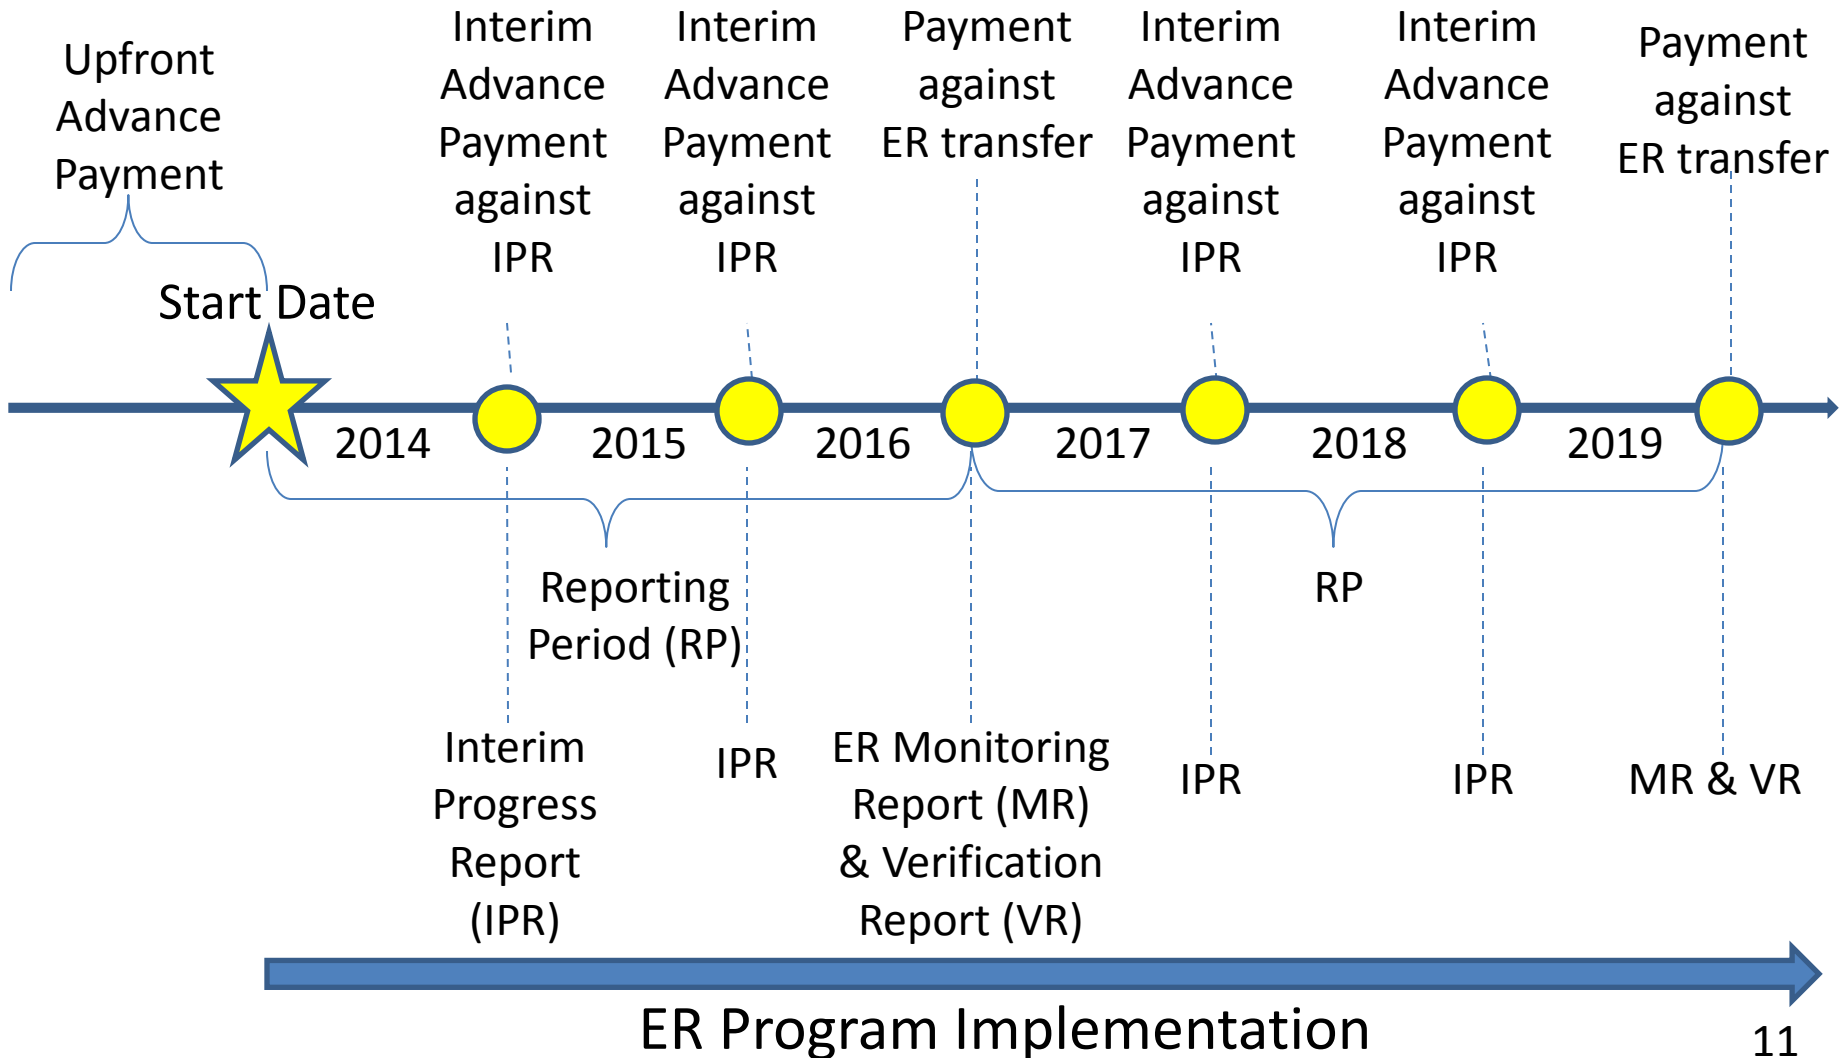 Upfront
Advance
Payment
Interim
Advance
Payment
against
IPR
Interim
Advance
Payment
against
IPR
Payment
against
ER transfer
Interim
Advance
Payment
against
IPR
Interim
Advance
Payment
against
IPR
Payment
against
ER transfer
Start Date
2014
2015
2016
2017
2018
2019
Reporting
Period (RP)
RP
Interim
Progress
Report
(IPR)
IPR
ER Monitoring
Report (MR)
& Verification
Report (VR)
IPR
IPR
MR & VR
ER Program Implementation
11